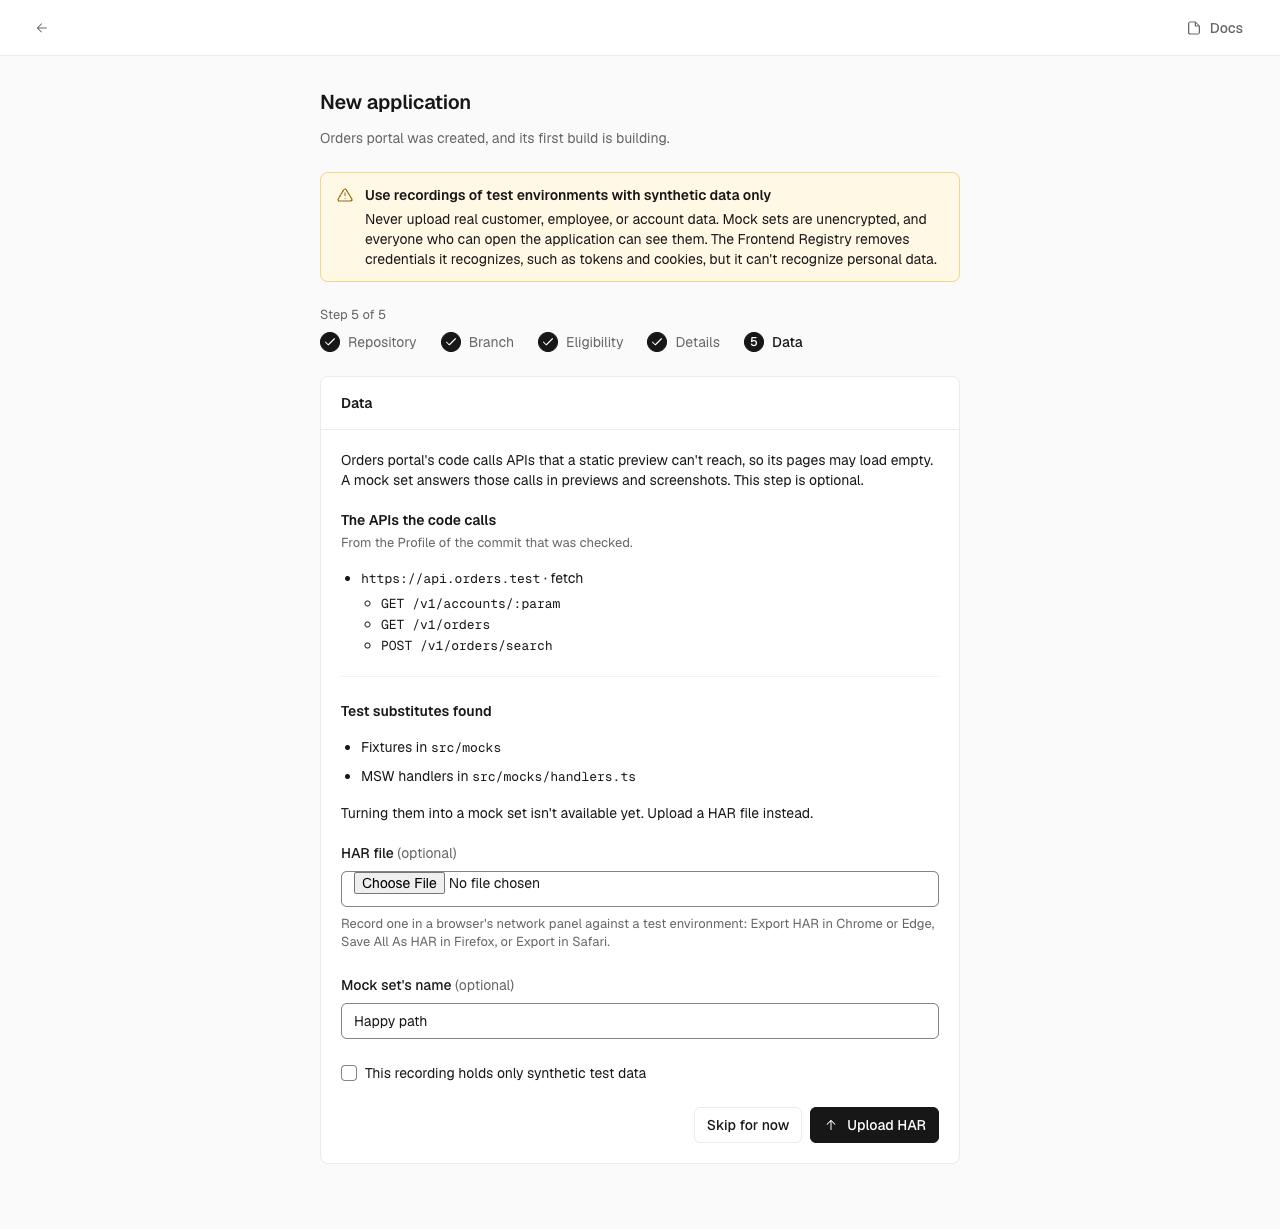 Docs
New application
Orders portal was created, and its first build is building.
Use recordings of test environments with synthetic data only
Never upload real customer, employee, or account data. Mock sets are unencrypted, and
everyone who can open the application can see them. The Frontend Registry removes
credentials it recognizes, such as tokens and cookies, but it can't recognize personal data.
Step 5 of 5
Repository Branch Eligibility Details 5 Data
Data
Orders portal's code calls APIs that a static preview can't reach, so its pages may load empty.
A mock set answers those calls in previews and screenshots. This step is optional.
The APIs the code calls
From the Profile of the commit that was checked.
https://api.orders.test · fetch
GET /v1/accounts/:param
GET /v1/orders
POST /v1/orders/search
Test substitutes found
Fixtures in src/mocks
MSW handlers in src/mocks/handlers.ts
Turning them into a mock set isn't available yet. Upload a HAR file instead.
HAR file (optional)
Choose File No file chosen
Record one in a browser's network panel against a test environment: Export HAR in Chrome or Edge,
Save All As HAR in Firefox, or Export in Safari.
Mock set's name (optional)
Happy path
This recording holds only synthetic test data
Skip for now Upload HAR